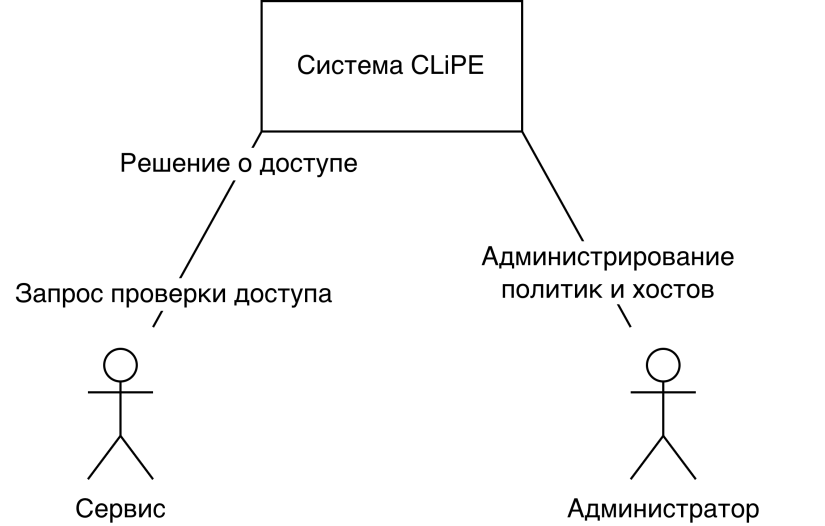 Система CLiPE
Решение о доступе
Администрирование
политик и хостов
Запрос проверки доступа
Сервис
Администратор